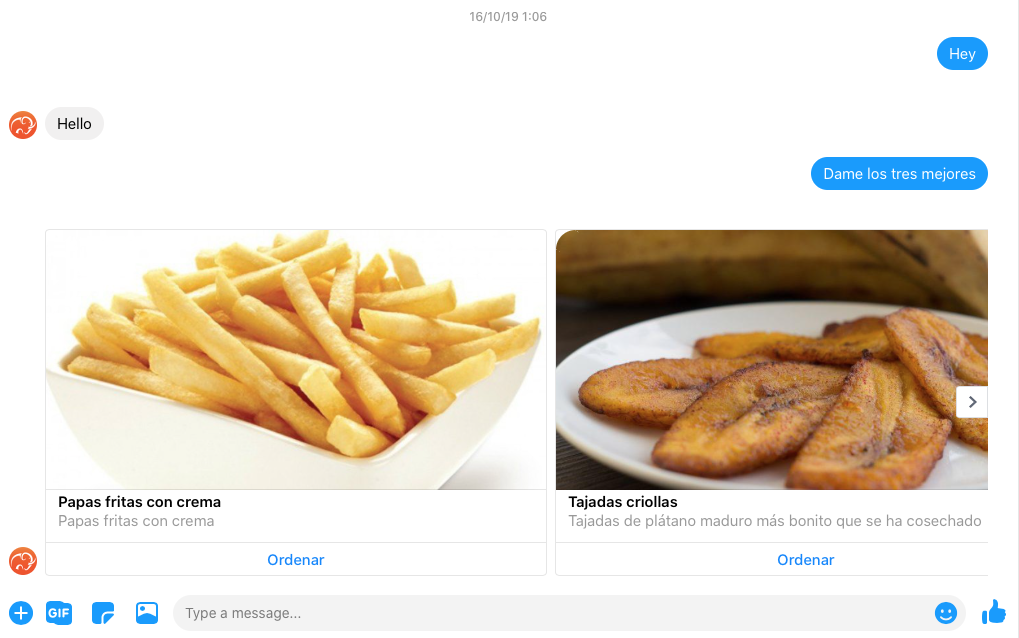 16/10/19 1:06
Hey
Hello
Dame los tres mejores
Papas fritas con crema
Papas fritas con crema
Ordenar
Tajadas criollas
Tajadas de plátano maduro más bonito que se ha cosechado
Ordenar
GIF
Type a message...